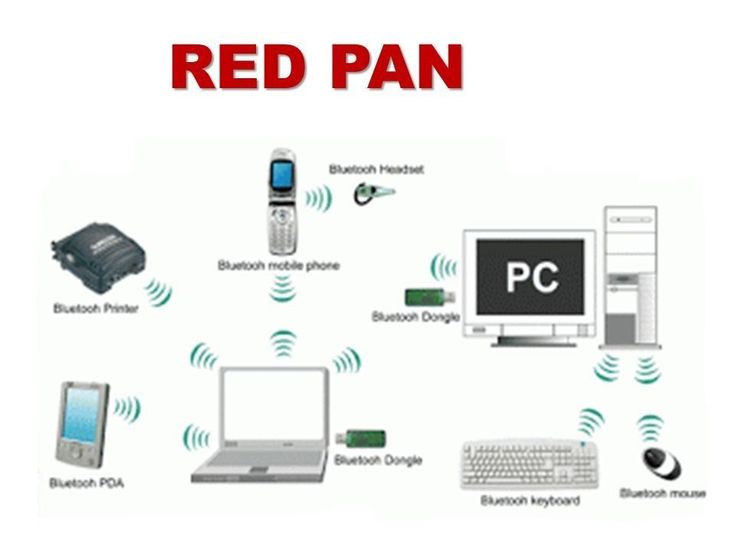 RED PAN
Bluetooh Headset
Bluetooh mobile phone
Bluetooh Printer
PC
Bluetooh Dongle
Bluetooh PDA
Bluetooh Dongle
Bluetooh keyboard
Bluetooh mouse